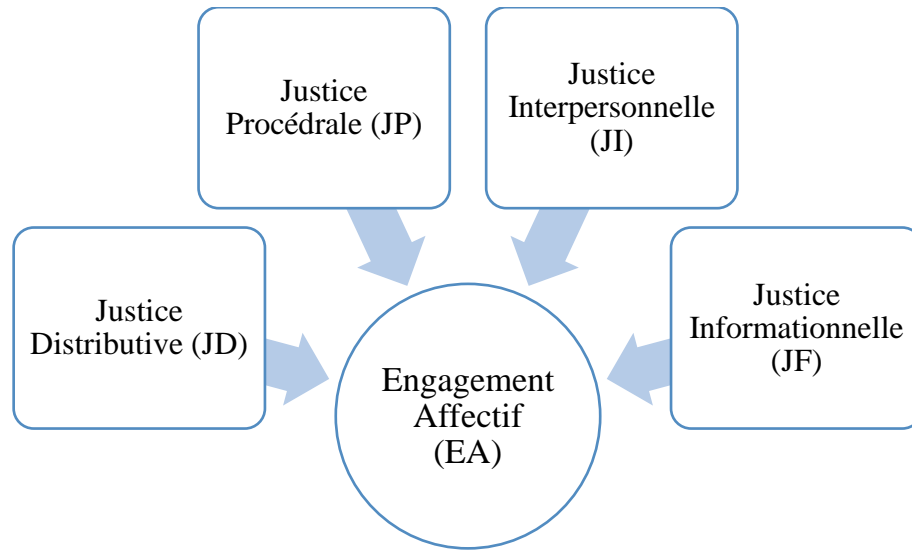 Justice
Procédrale (JP)
Justice
Interpersonnelle
(JI)
Justice
Distributive (JD)
Justice
Informationnelle
(JF)
Engagement
Affectif
(EA)